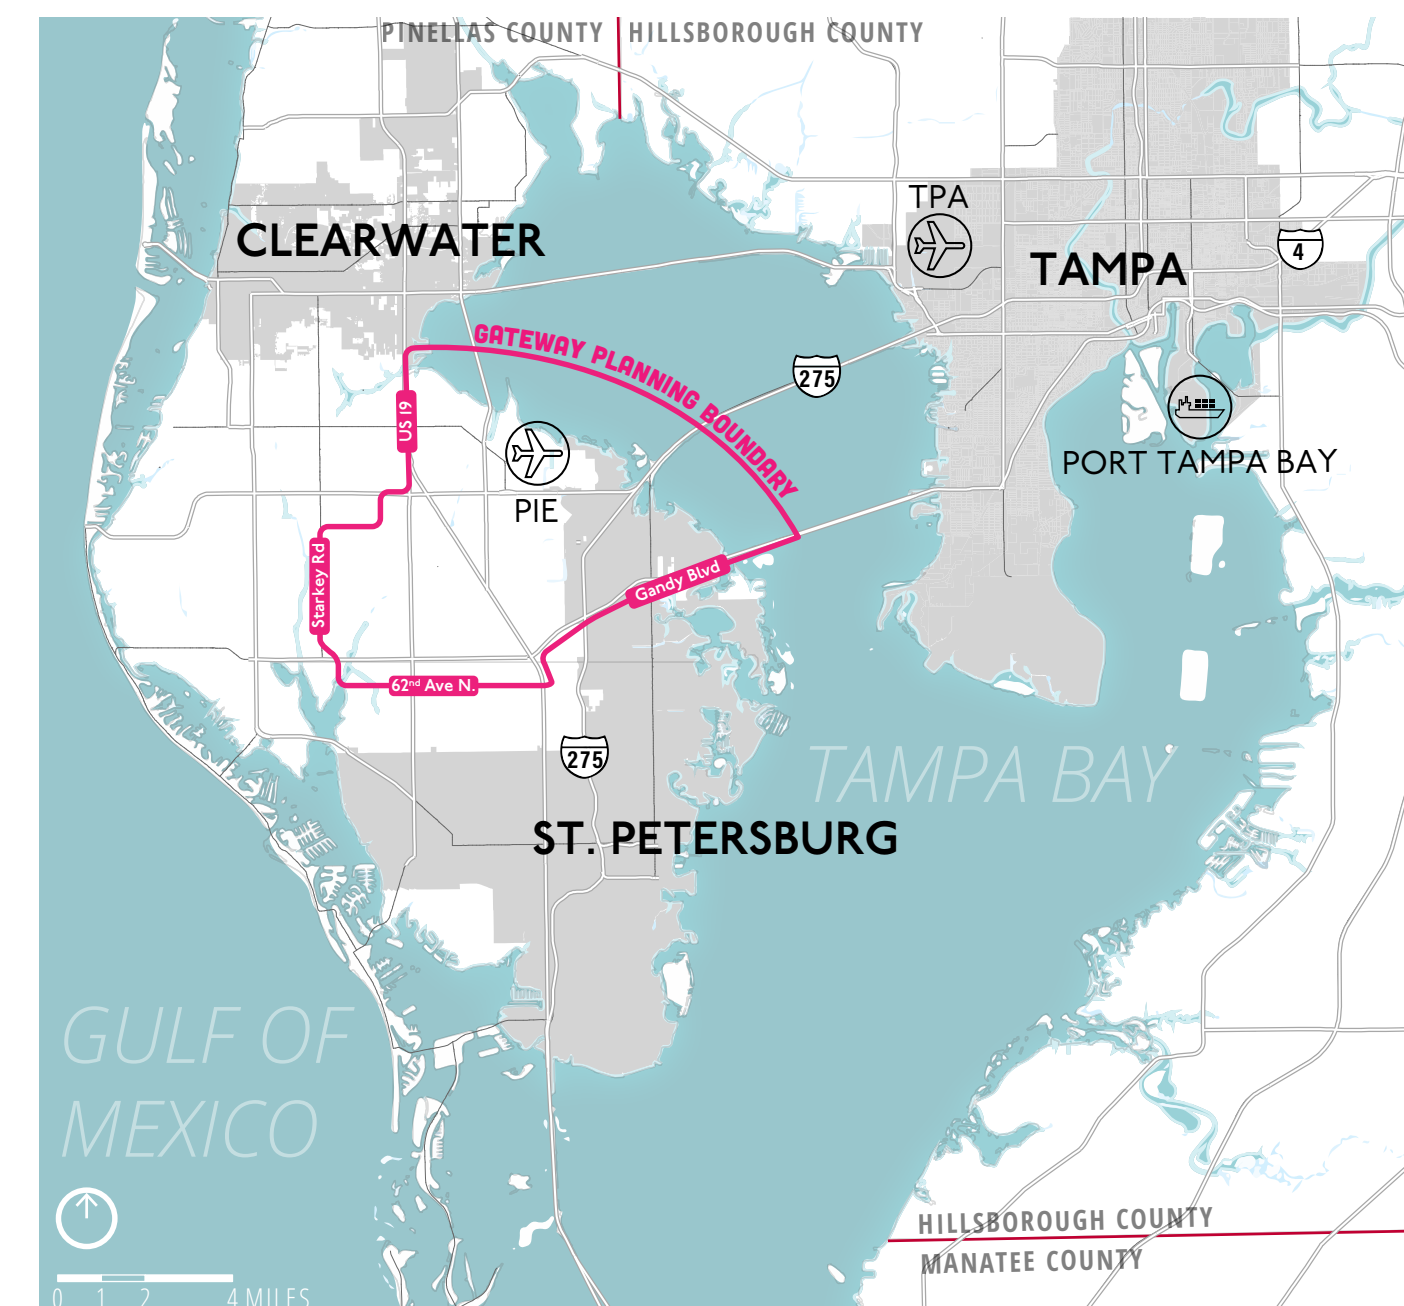 PINELLAS COUNTY
HILLSBOROUGH COUNTY
TPA
CLEARWATER
TAMPA
4
GATEWAY PLANNING BOUNDARY
275
US 19
PORT TAMPA BAY
PIE
Starkey Rd
Gandy Blvd
62nd Ave N.
275
TAMPA BAY
ST. PETERSBURG
GULF OF
MEXICO
HILLSBOROUGH COUNTY
MANATEE COUNTY
0 1 2 4 MILES